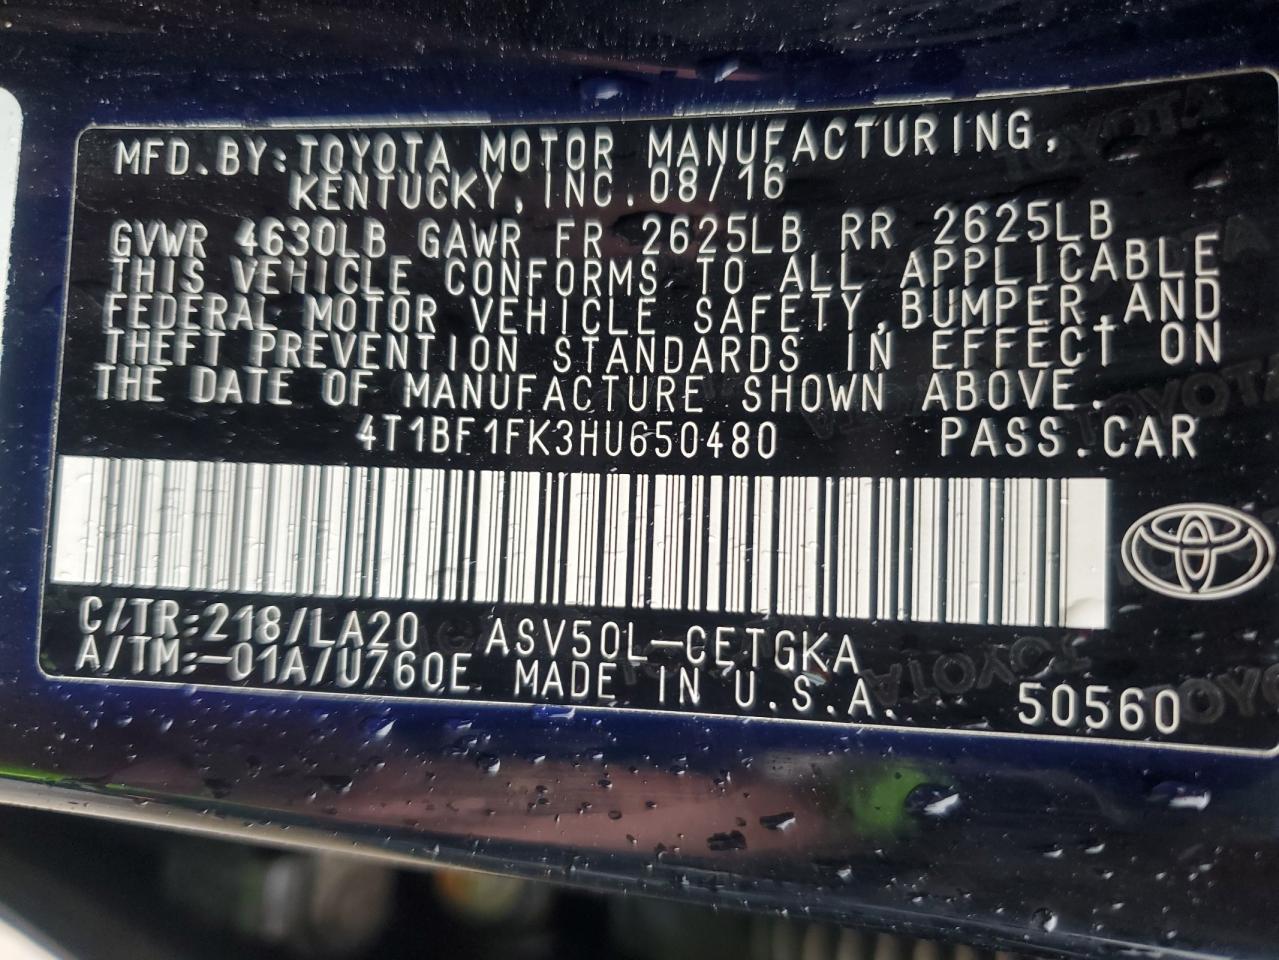 MFD.BY:TOYOTA MOTOR MANUFACTURING,
KENTUCKY,INC.08/16
GVWR 4630LB GAWR FR 2625LB RR 2625LB
THIS VEHICLE CONFORMS TO ALL APPLICABLE
FEDERAL MOTOR VEHICLE SAFETY,BUMPER,AND
THEFT PREVENTION STANDARDS IN EFFECT ON
THE DATE OF MANUFACTURE SHOWN ABOVE.
4T1BF1FK3HU650480 PASS.CAR
C/TR:218/LA20 ASV50L-CETGKA
A/TM:-01A/U760E MADE IN U.S.A. 50560